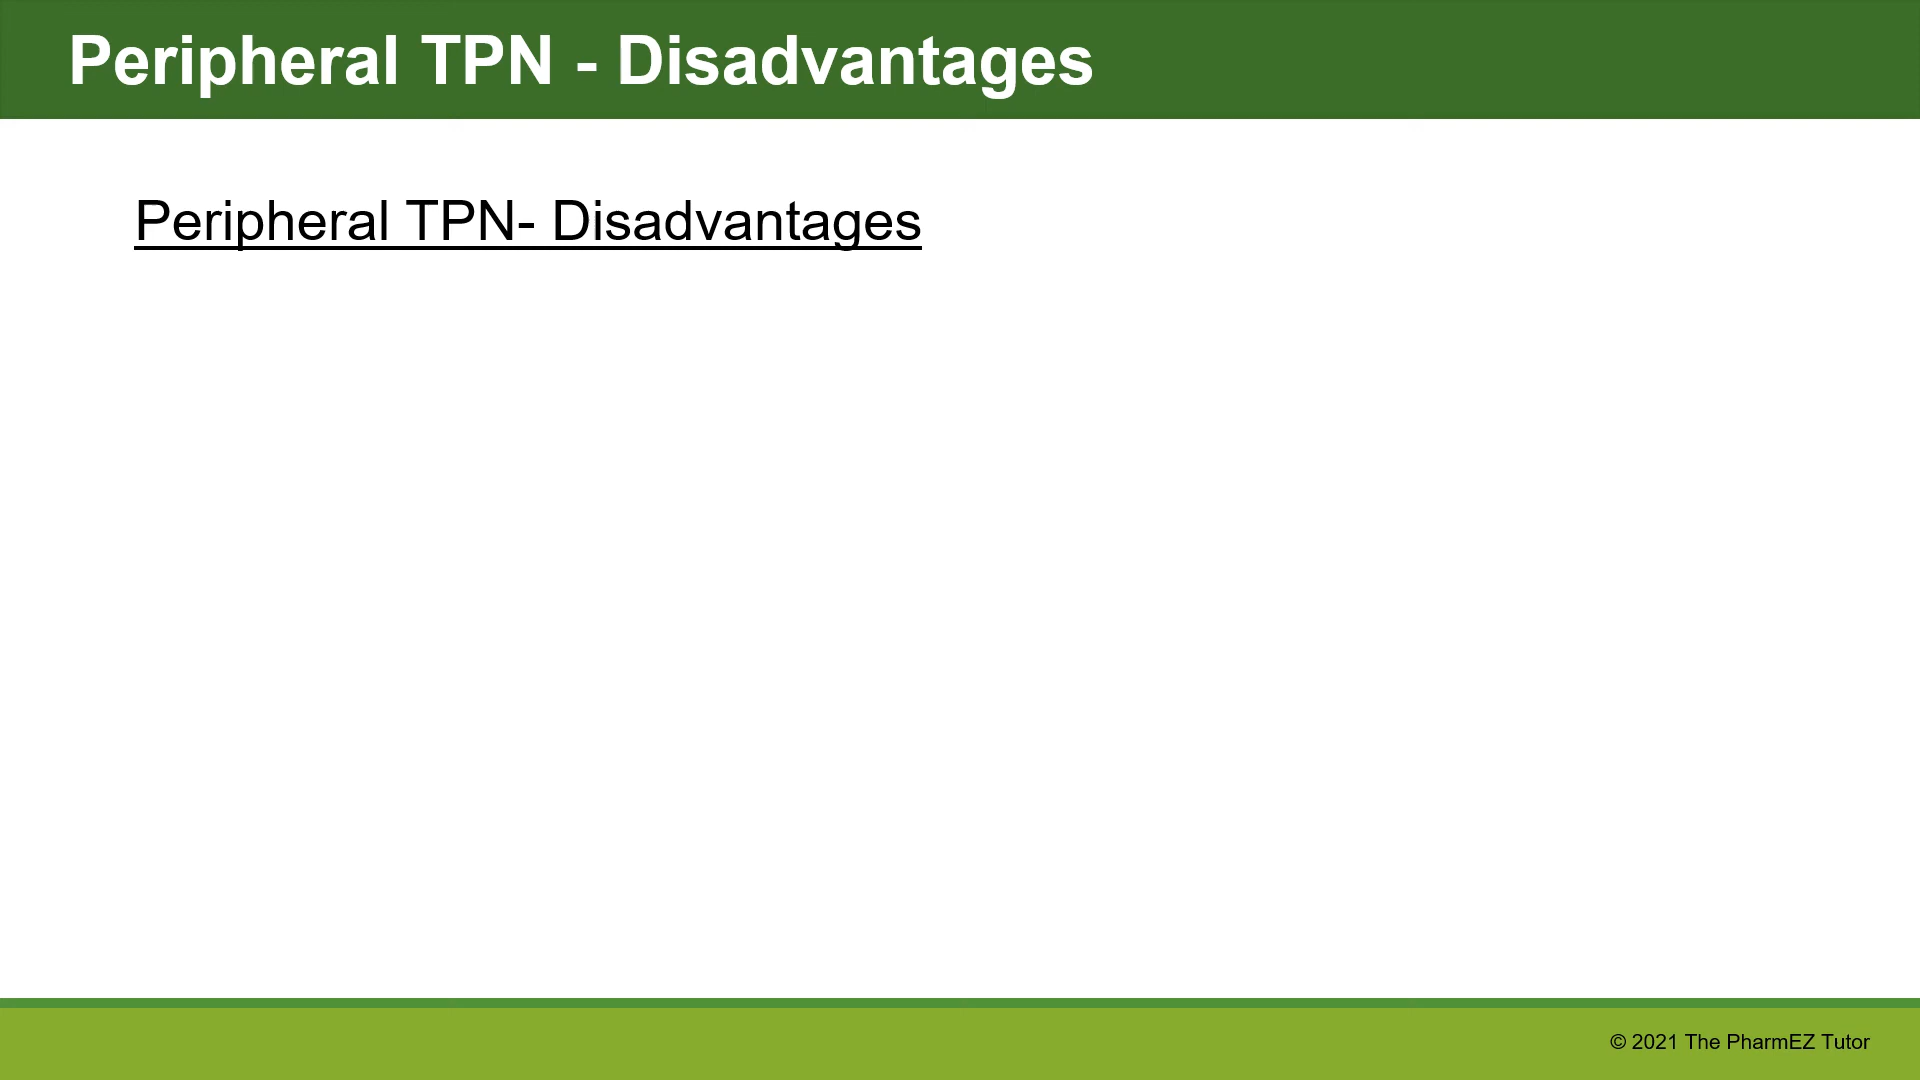 Peripheral TPN - Disadvantages
Peripheral TPN- Disadvantages
© 2021 The PharmEZ Tutor